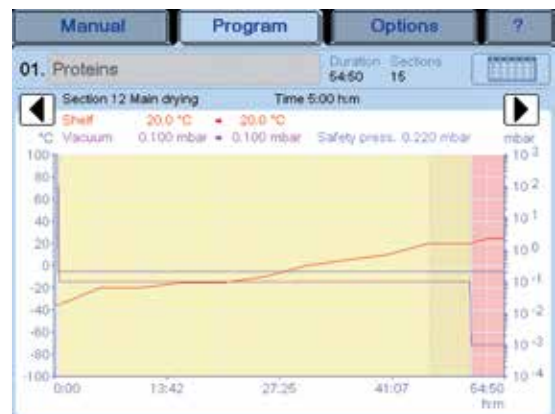 Manual Program Options ?
01. Proteins
Duration Sections
54:50 15
Section 12 Main drying Time 5:00 h:m
Shelf 20.0 °C - 20.0 °C
°C Vacuum 0.100 mbar - 0.100 mbar Safety press. 0.220 mbar mbar
100 10 3
80
60 10 2
40 10 1
20
0 10 0
-20 10 -1
-40 10 -2
-60
-80 10 -3
-100 10 -4
0:00 13:42 27:25 41:07 54:50
h:m